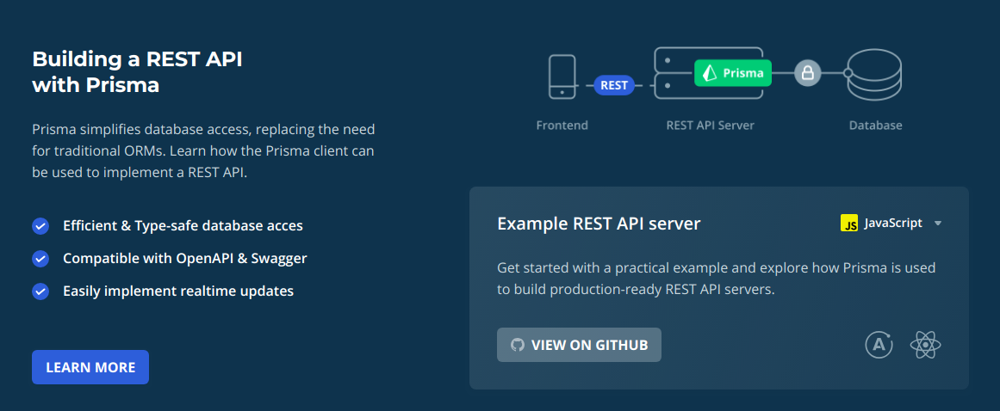 Building a REST API
with Prisma
Prisma simplifies database access, replacing the need
for traditional ORMs. Learn how the Prisma client can
be used to implement a REST API.
Efficient & Type-safe database acces
Compatible with OpenAPI & Swagger
Easily implement realtime updates
LEARN MORE
REST
Prisma
Frontend
REST API Server
Database
Example REST API server
JS JavaScript
Get started with a practical example and explore how Prisma is used
to build production-ready REST API servers.
VIEW ON GITHUB
A